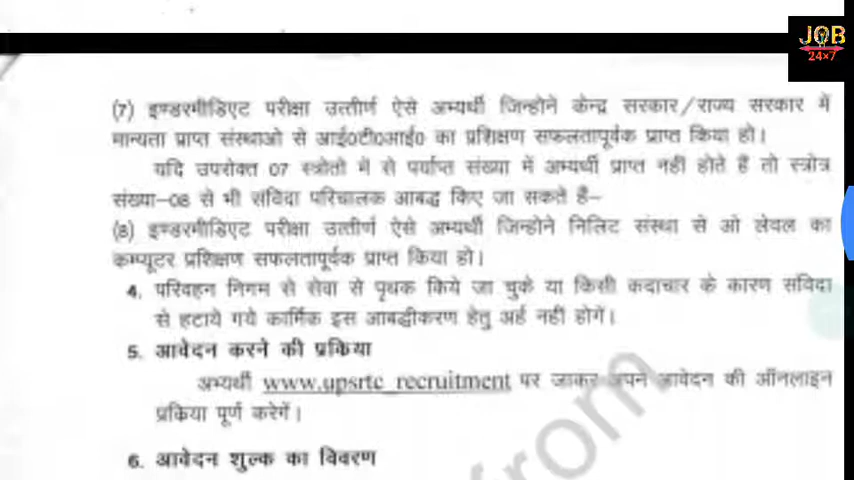 JOB
24×7
(7) इण्डरमीडिएट परीक्षा उत्तीर्ण ऐसे अभ्यर्थी जिन्होने केन्द्र सरकार/राज्य सरकार में
मान्यता प्राप्त संस्थाओ से आई0टी0आई0 का प्रशिक्षण सफलतापूर्वक प्राप्त किया हो।
यदि उपरोक्त 07 स्त्रोतो में से पर्याप्त संख्या में अभ्यर्थी प्राप्त नही होते हैं तो स्त्रोत्र
संख्या-08 से भी संविदा परिचालक आबद्ध किए जा सकते हैं-
(8) इण्डरमीडिएट परीक्षा उत्तीर्ण ऐसे अभ्यर्थी जिन्होने निलिट संस्था से ओ लेवल का
कम्प्यूटर प्रशिक्षण सफलतापूर्वक प्राप्त किया हो।
4. परिवहन निगम से सेवा से पृथक किये जा चुके या किसी कदाचार के कारण संविदा
से हटाये गये कार्मिक इस आबद्धीकरण हेतु अर्ह नही होगें।
5. आवेदन करने की प्रकिया
अभ्यर्थी www.upsrtc_recruitment पर जाकर अपने आवेदन की ऑनलाइन
प्रकिया पूर्ण करेगें।
from
6. आवेदन शुल्क का विवरण